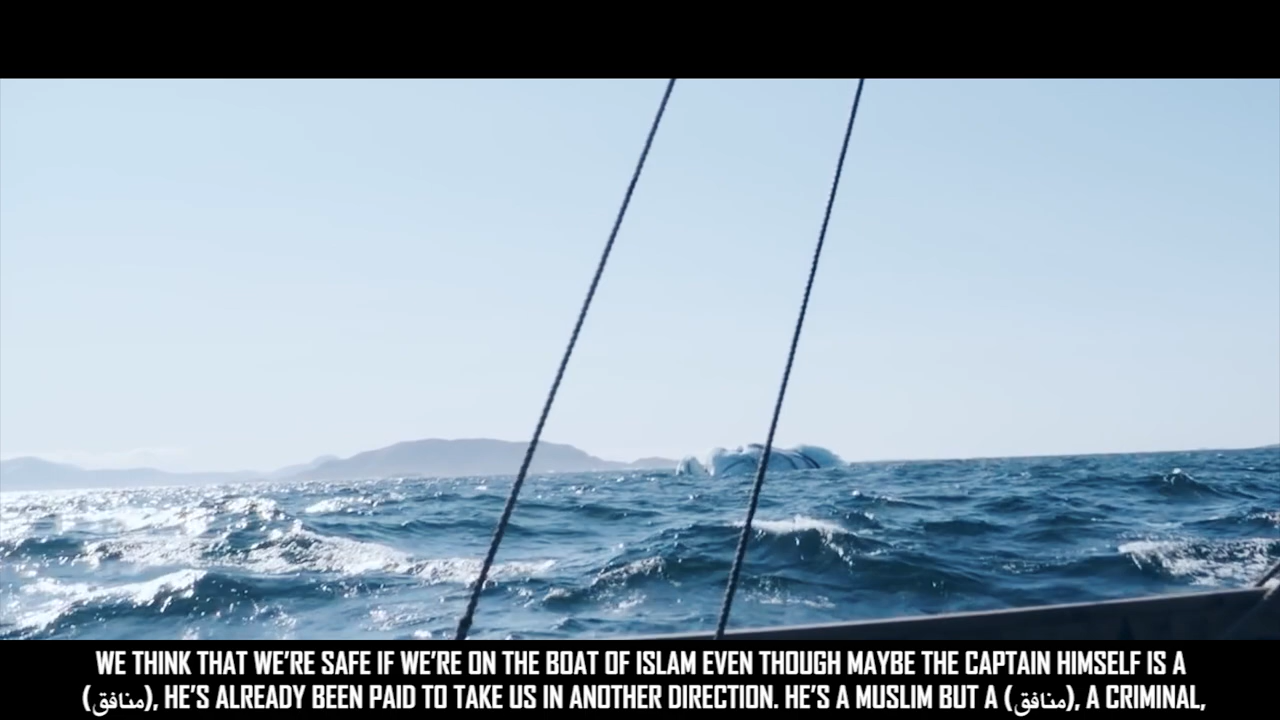 WE THINK THAT WE'RE SAFE IF WE'RE ON THE BOAT OF ISLAM EVEN THOUGH MAYBE THE CAPTAIN HIMSELF IS A
(منافق), HE'S ALREADY BEEN PAID TO TAKE US IN ANOTHER DIRECTION. HE'S A MUSLIM BUT A (منافق), A CRIMINAL,